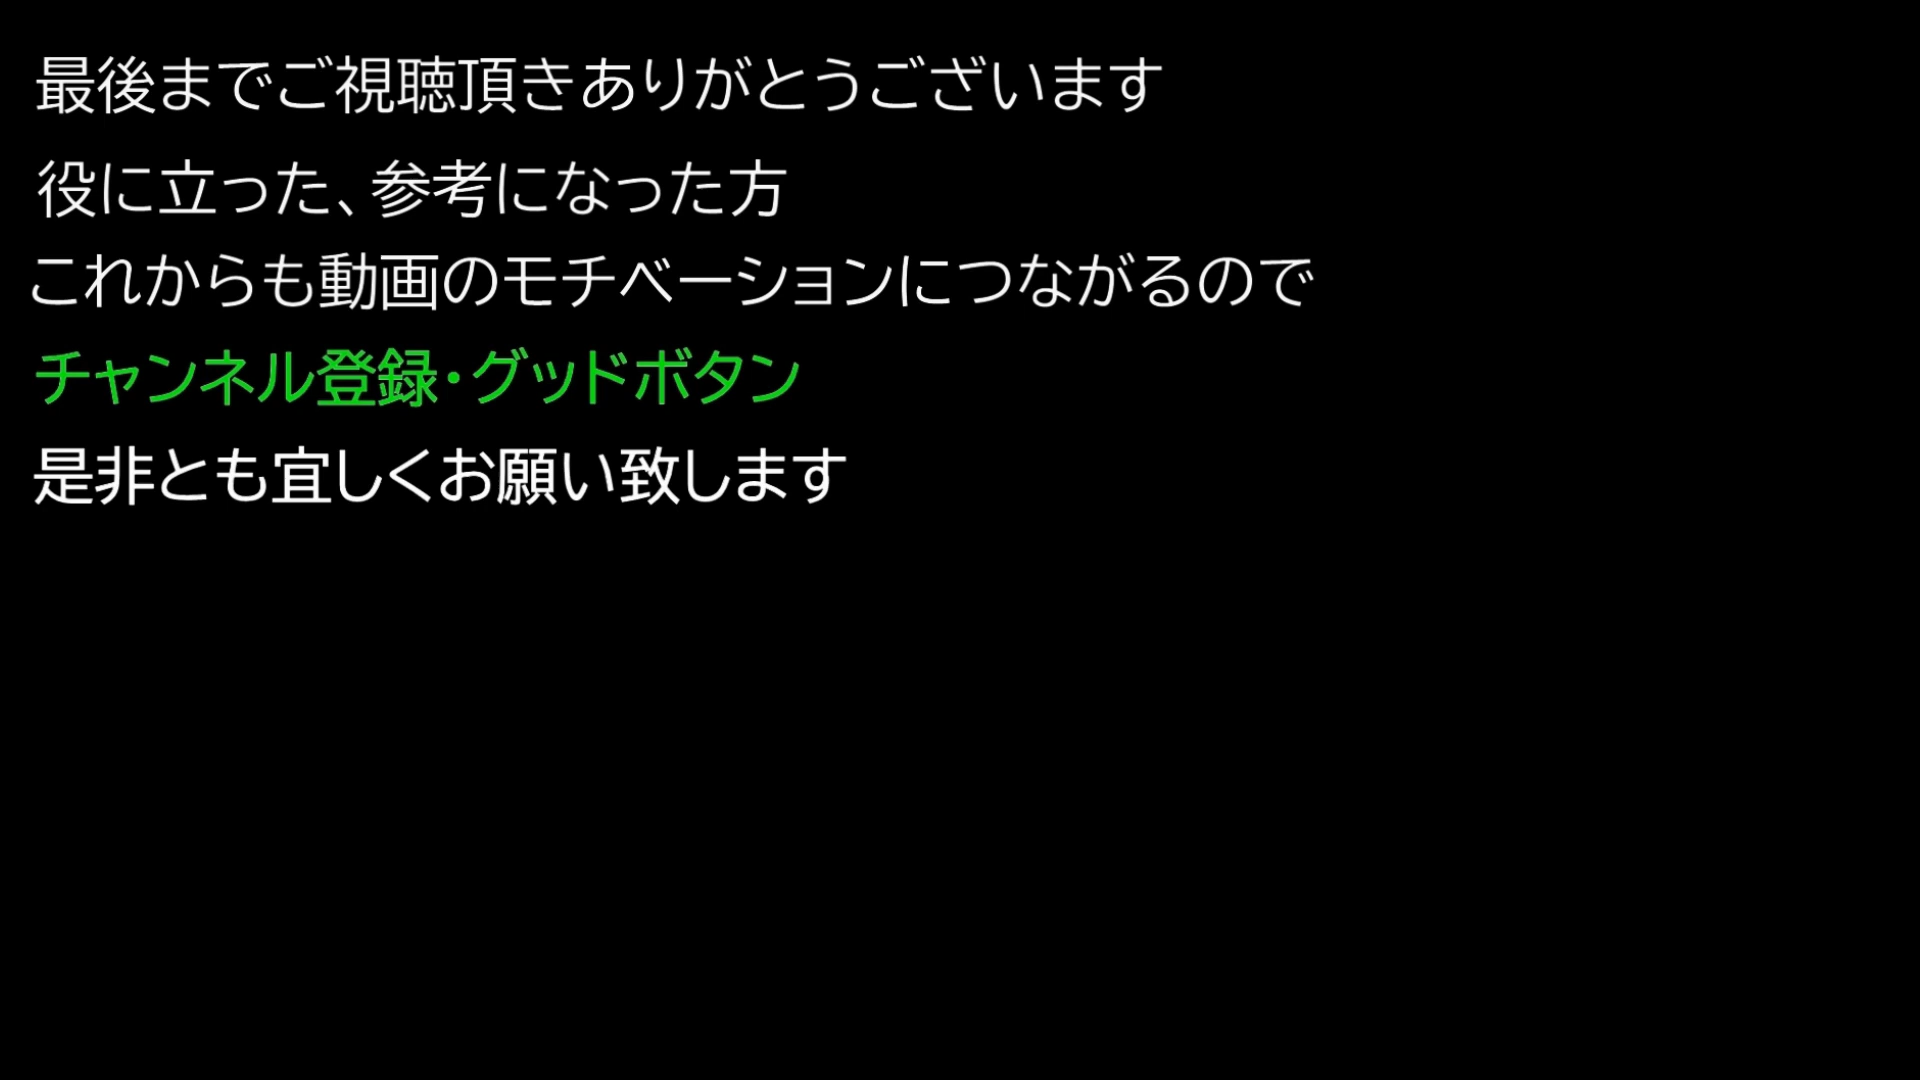 最後までご視聴頂きありがとうございます
役に立った、参考になった方
これからも動画のモチベーションにつながるので
チャンネル登録・グッドボタン
是非とも宜しくお願い致します